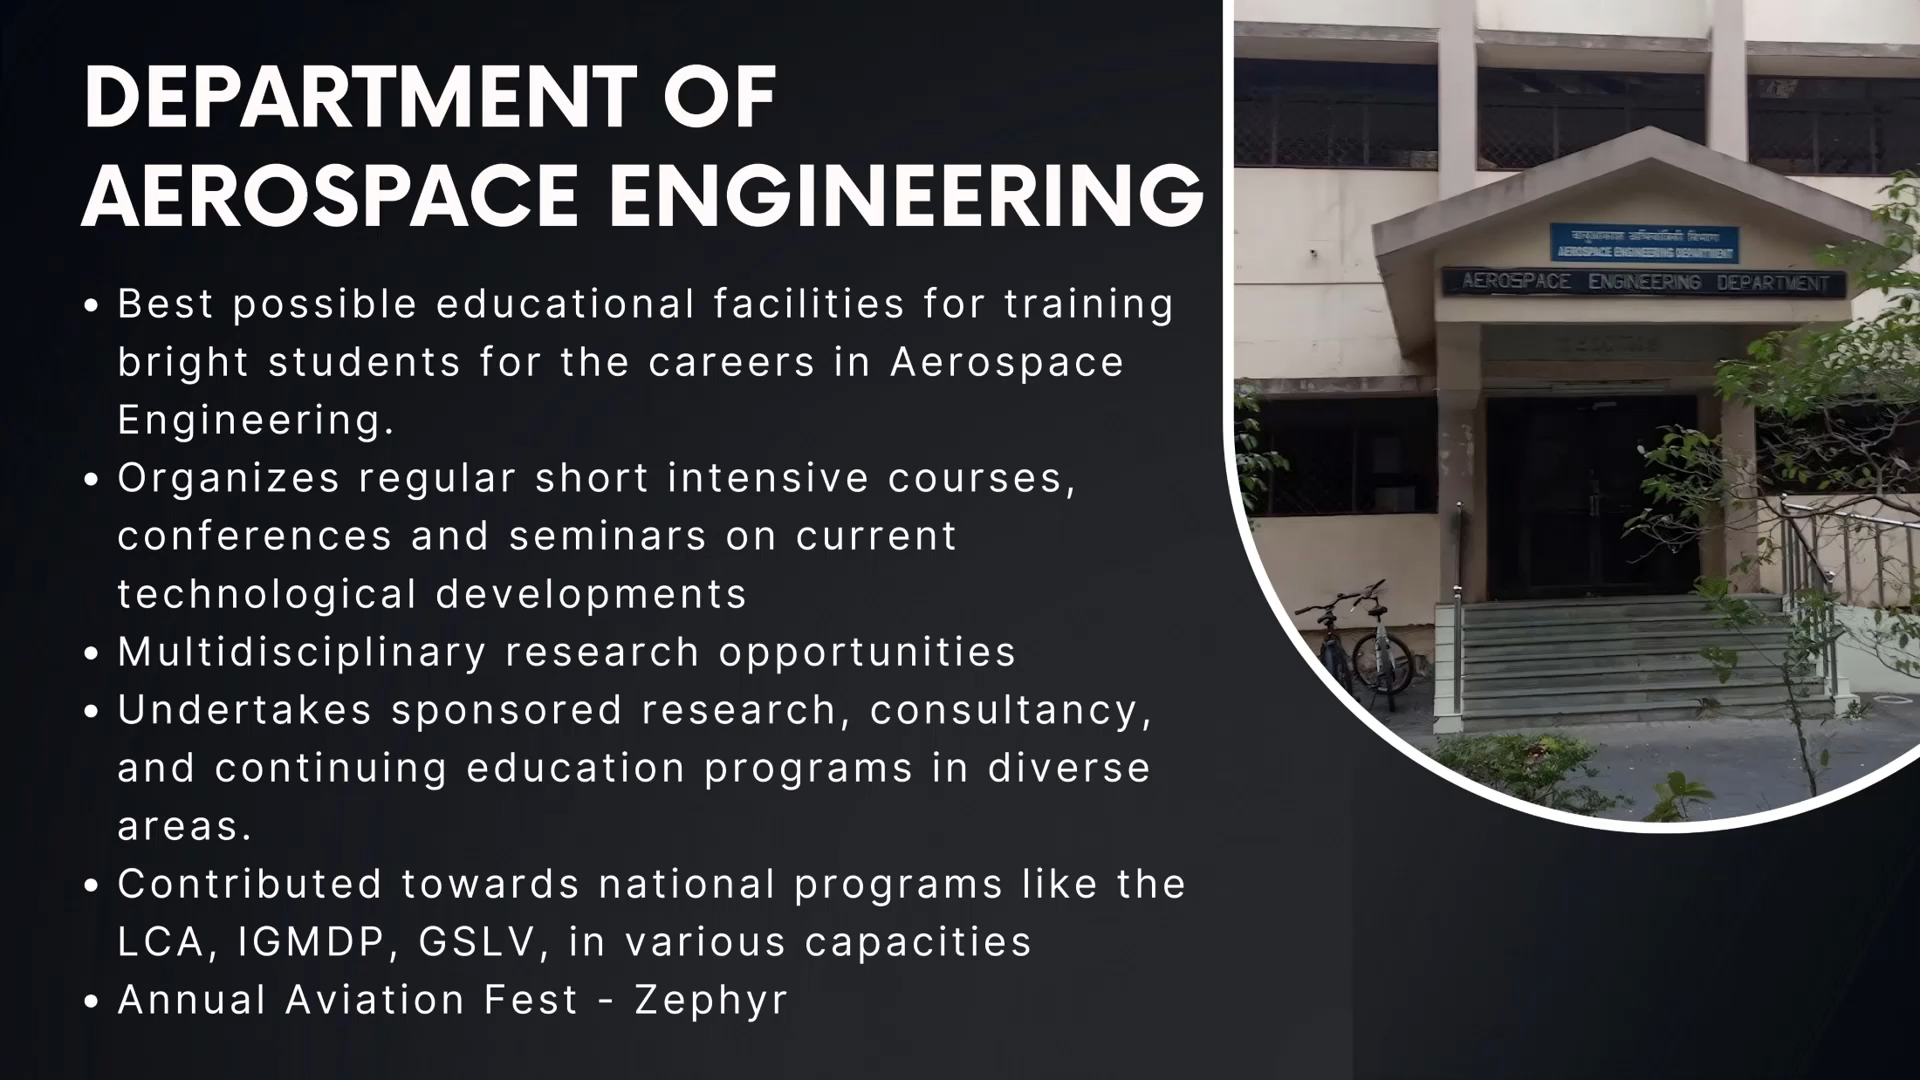 DEPARTMENT OF
AEROSPACE ENGINEERING
• Best possible educational facilities for training
bright students for the careers in Aerospace
Engineering.
• Organizes regular short intensive courses,
conferences and seminars on current
technological developments
• Multidisciplinary research opportunities
• Undertakes sponsored research, consultancy,
and continuing education programs in diverse
areas.
• Contributed towards national programs like the
LCA, IGMDP, GSLV, in various capacities
• Annual Aviation Fest - Zephyr
AEROSPACE ENGINEERING DEPARTMENT
AEROSPACE ENGINEERING DEPARTMENT